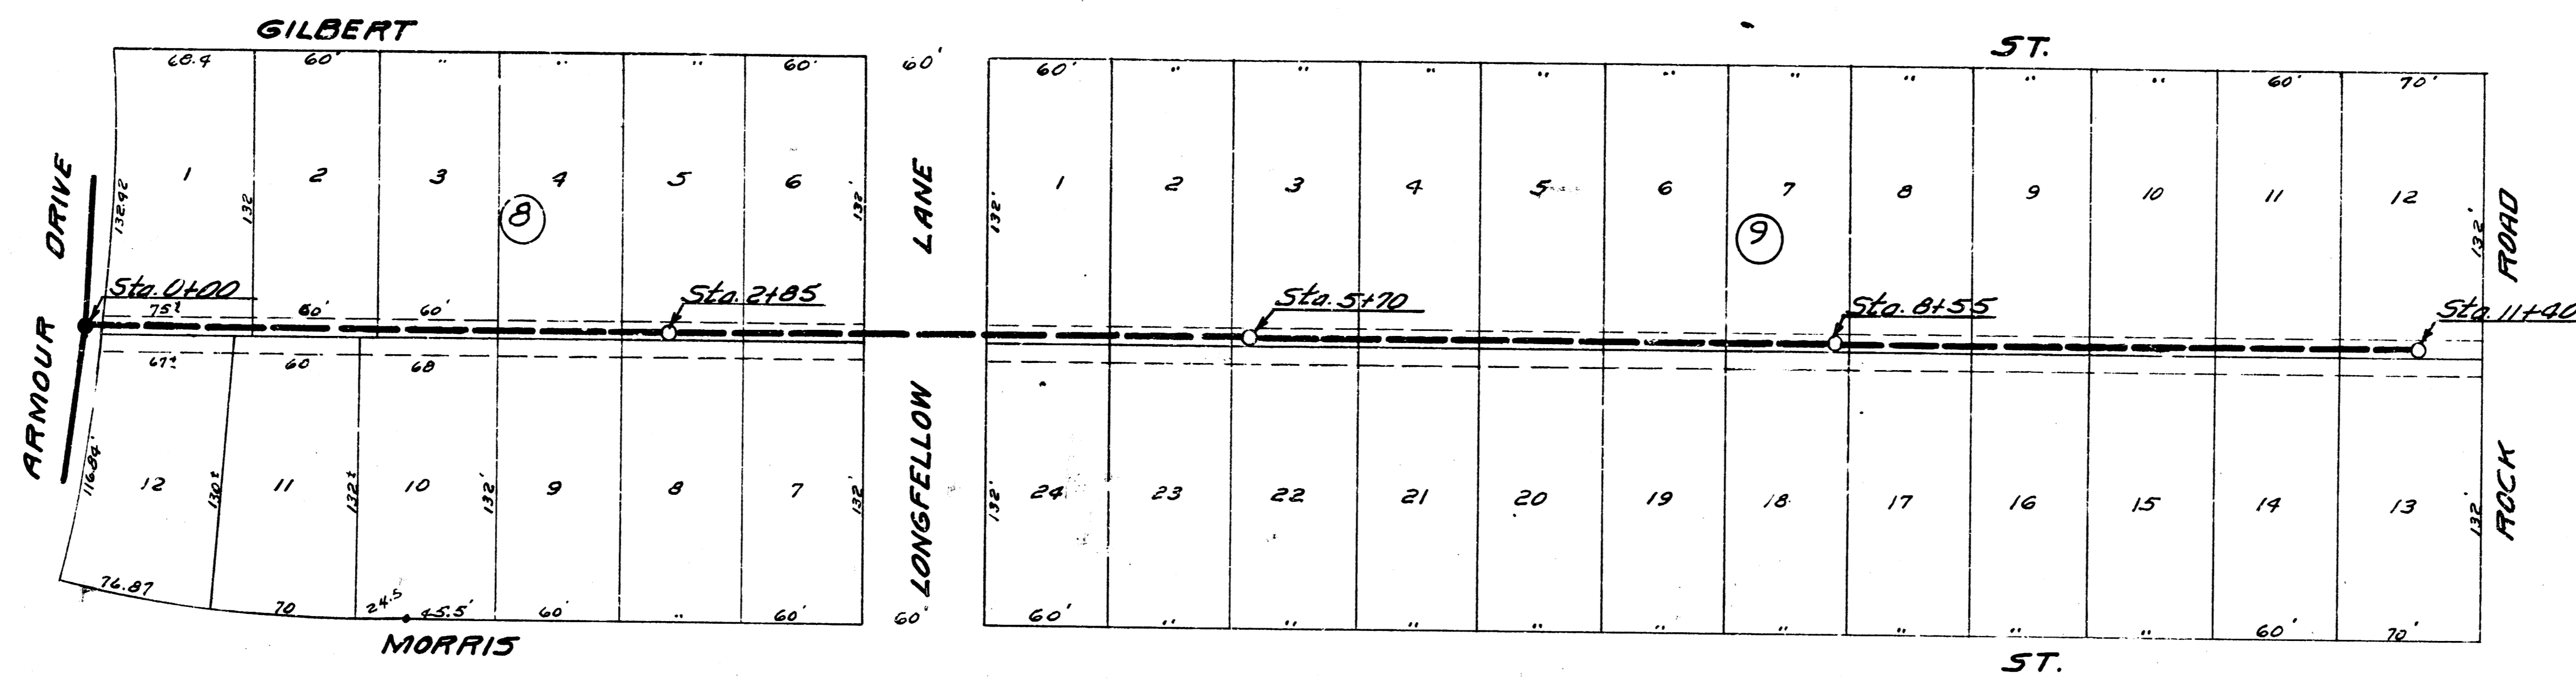 GILBERT ST.
68.4 60' " " " 60' 60' 60' " " " " " " " " " 60' 70'
ARMOUR DRIVE
132.92 132 132' 132' 132'
1 2 3 4 5 6
8
LONGFELLOW LANE
1 2 3 4 5 6 7 8 9 10 11 12
9
ROCK ROAD
Sta. 0+00 Sta. 2+85 Sta. 5+70 Sta. 8+55 Sta. 11+40
75± 60' 60'
67± 60 68
116.84' 130± 132± 132' 132' 132' 132'
12 11 10 9 8 7
24 23 22 21 20 19 18 17 16 15 14 13
76.87 70 24.5 45.5' 60' " 60' 60' 60' " " " " " " " " " 60' 70'
MORRIS ST.